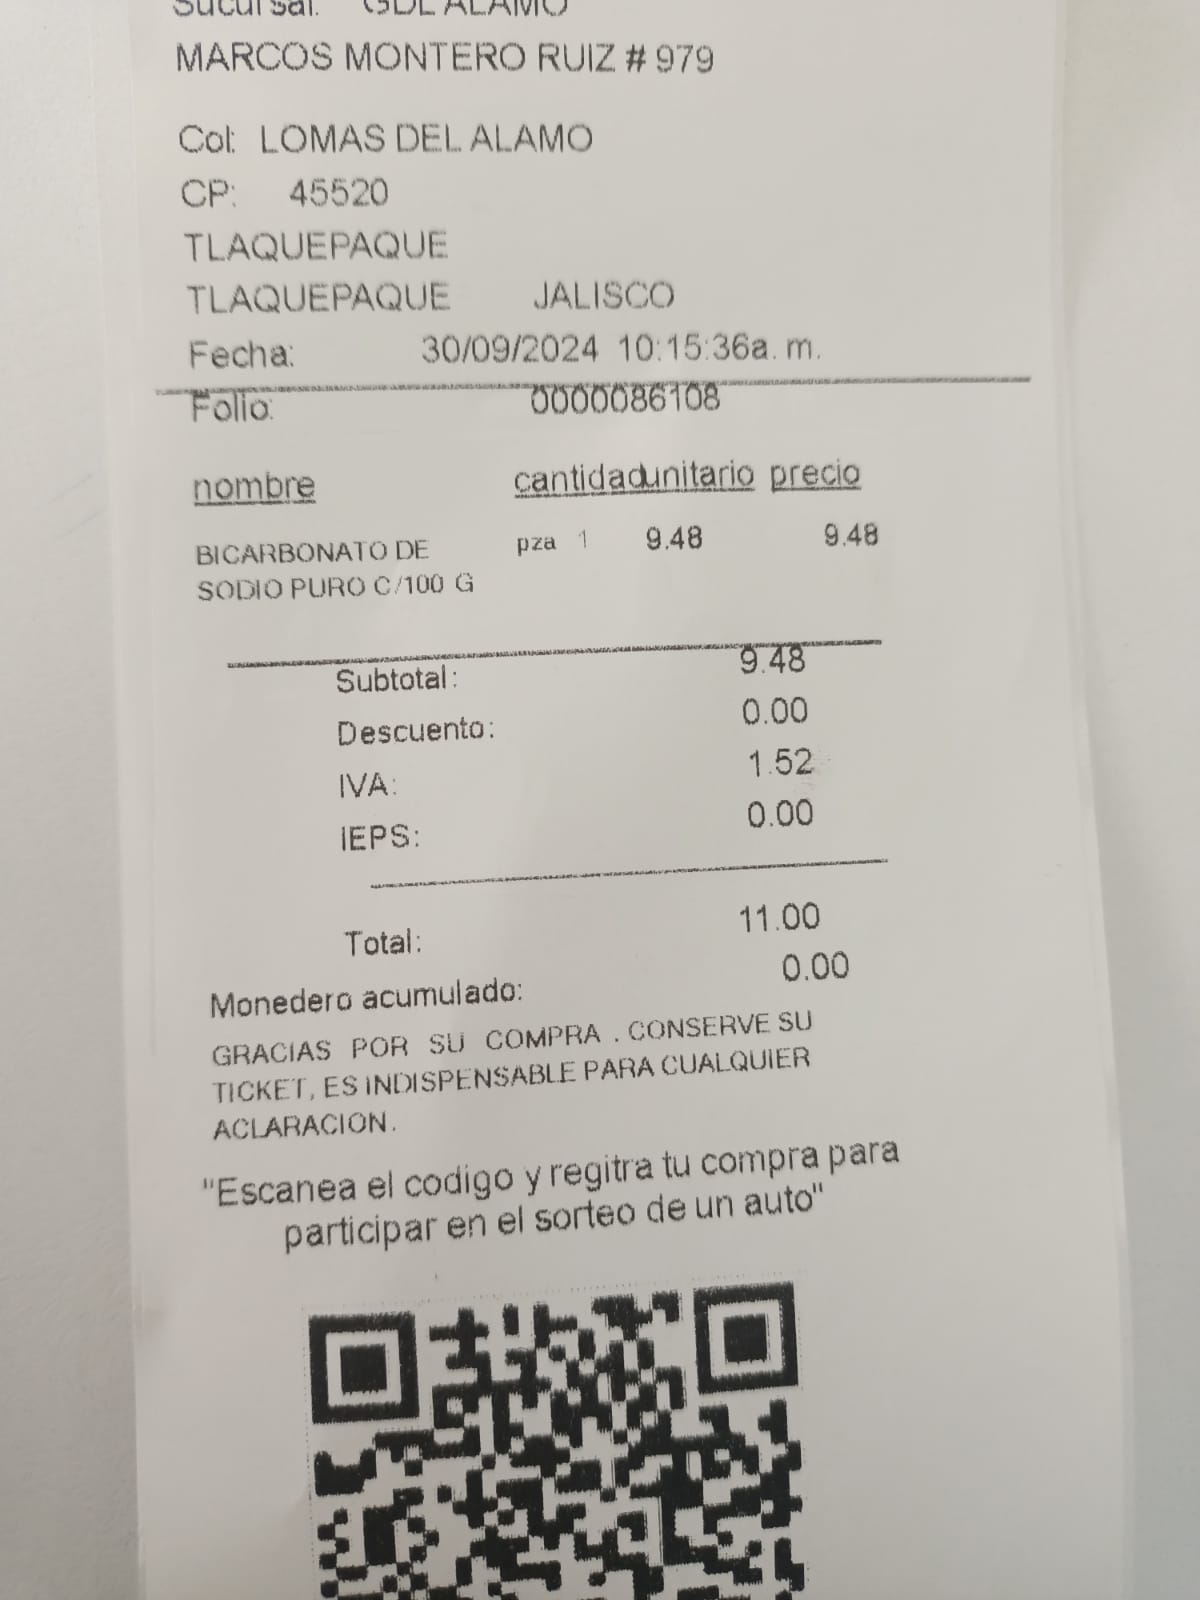 Sucursal: GDL ALAMO
MARCOS MONTERO RUIZ # 979
Col: LOMAS DEL ALAMO
CP: 45520
TLAQUEPAQUE
TLAQUEPAQUE JALISCO
Fecha: 30/09/2024 10:15:36a. m.
Folio: 0000086108
nombre cantidadunitario precio
BICARBONATO DE pza 1 9.48 9.48
SODIO PURO C/100 G
Subtotal: 9.48
Descuento: 0.00
IVA: 1.52
IEPS: 0.00
Total: 11.00
Monedero acumulado: 0.00
GRACIAS POR SU COMPRA . CONSERVE SU
TICKET, ES INDISPENSABLE PARA CUALQUIER
ACLARACION.
"Escanea el codigo y regitra tu compra para
participar en el sorteo de un auto"